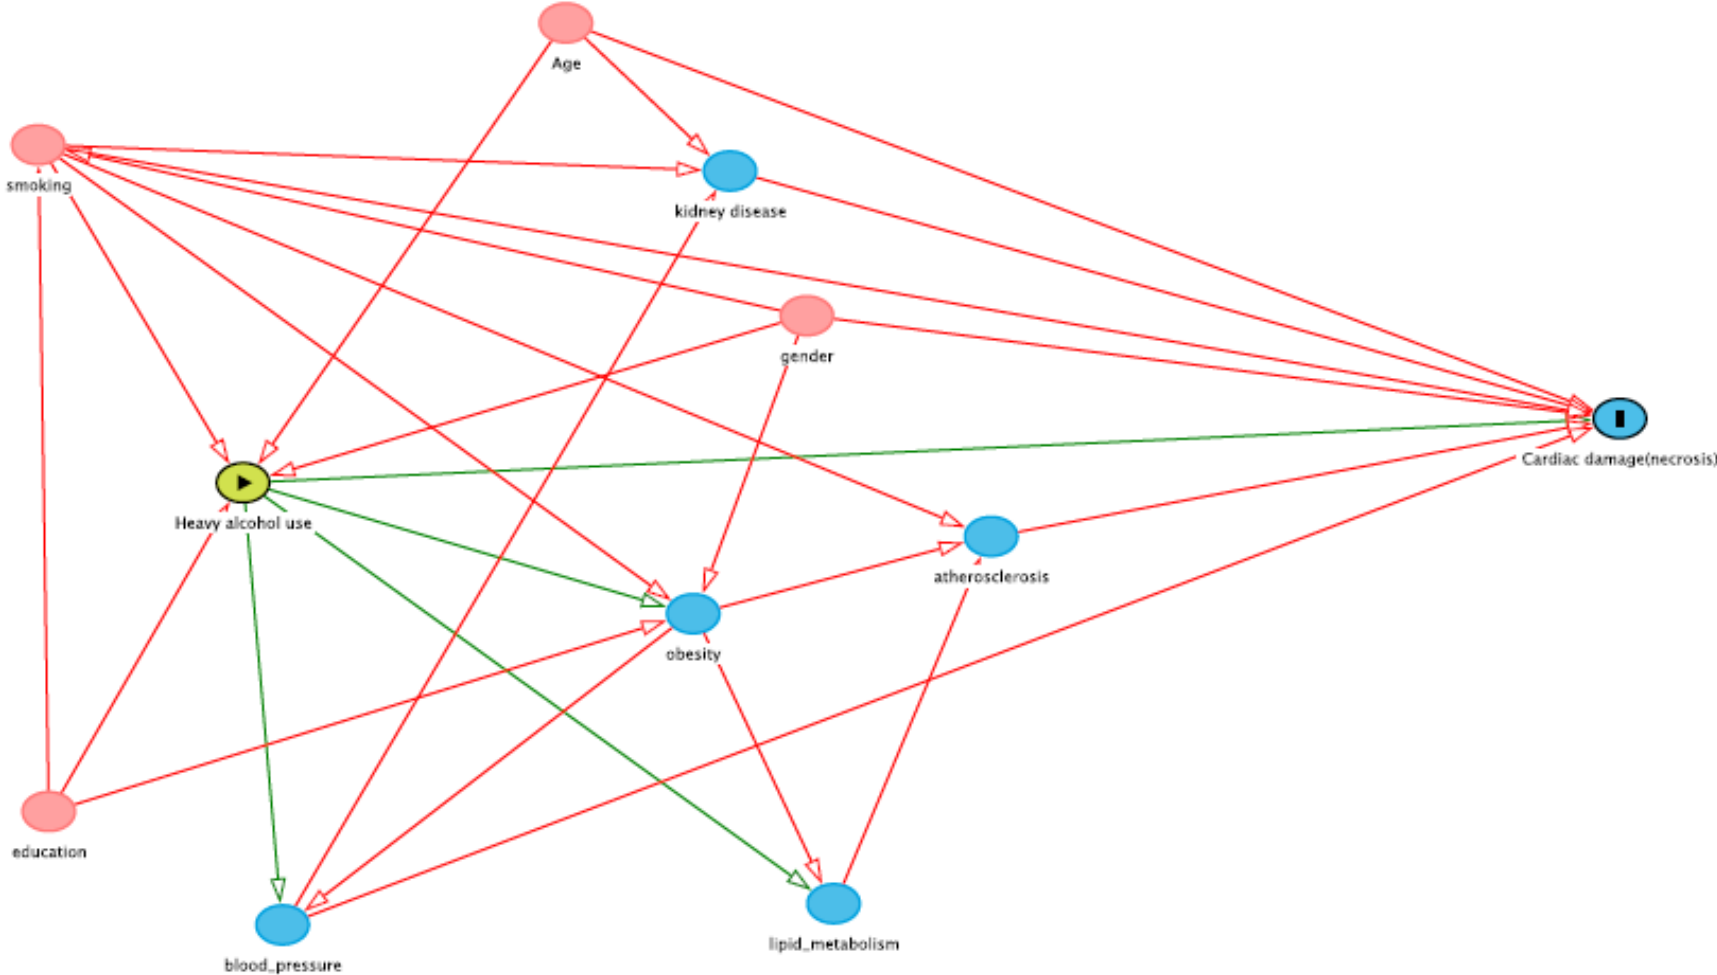 Age
smoking
kidney disease
gender
Cardiac damage(necrosis)
Heavy alcohol use
atherosclerosis
obesity
education
lipid_metabolism
blood_pressure